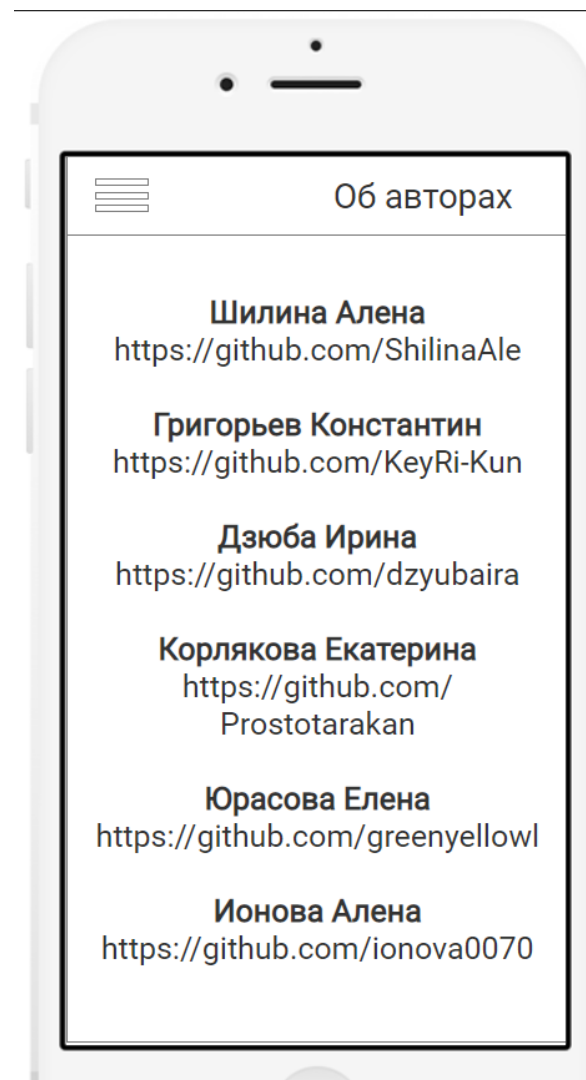 Об авторах
Шилина Алена
https://github.com/ShilinaAle
Григорьев Константин
https://github.com/KeyRi-Kun
Дзюба Ирина
https://github.com/dzyubaira
Корлякова Екатерина
https://github.com/
Prostotarakan
Юрасова Елена
https://github.com/greenyellowl
Ионова Алена
https://github.com/ionova0070